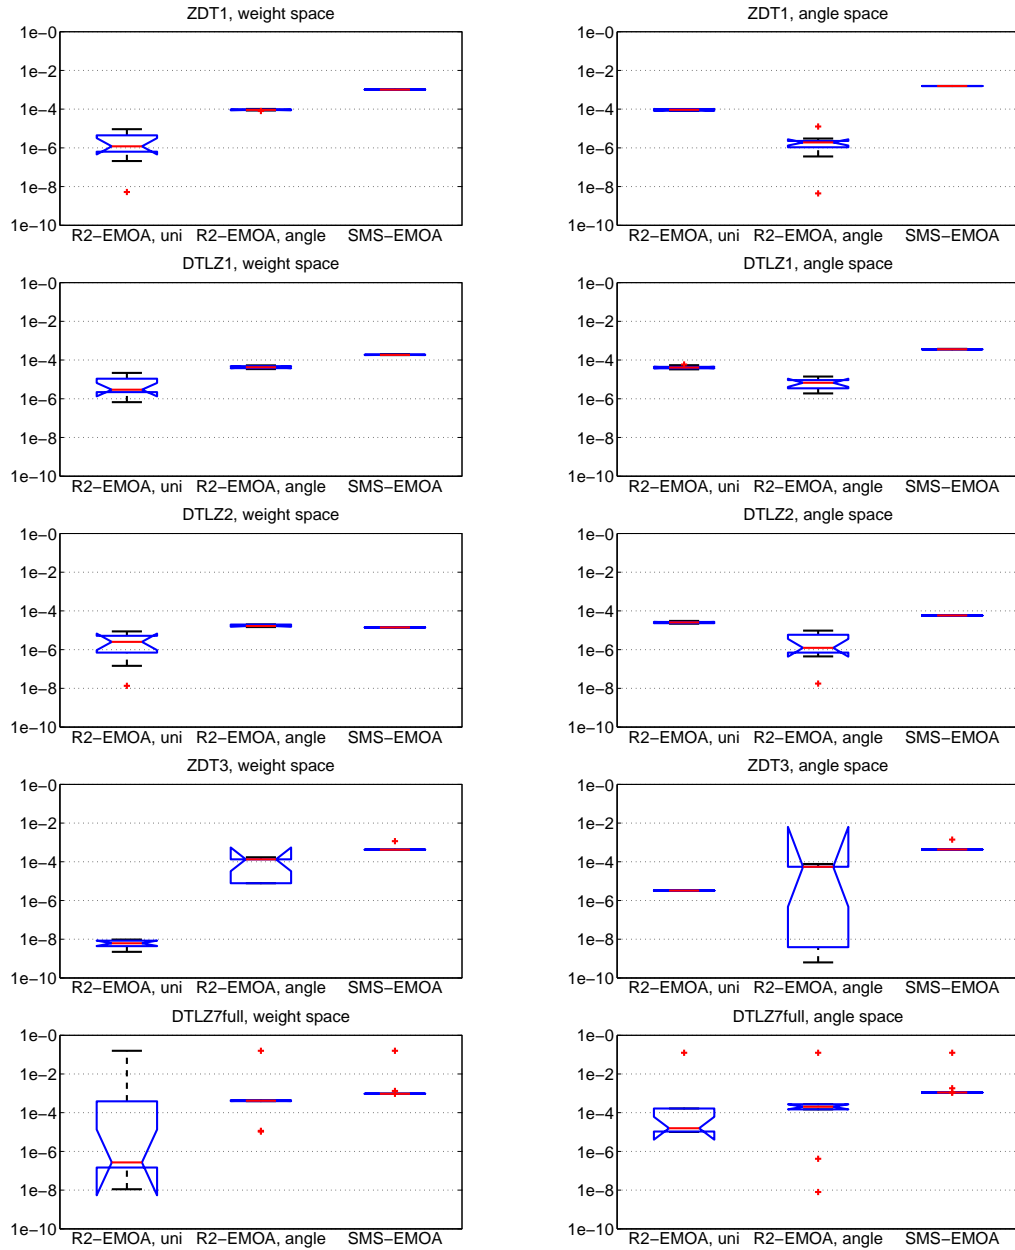 ZDT1, weight space
1e−0
1e−2
1e−4
1e−6
1e−8
1e−10
R2−EMOA, uni R2−EMOA, angle SMS−EMOA
ZDT1, angle space
1e−0
1e−2
1e−4
1e−6
1e−8
1e−10
R2−EMOA, uni R2−EMOA, angle SMS−EMOA
DTLZ1, weight space
1e−0
1e−2
1e−4
1e−6
1e−8
1e−10
R2−EMOA, uni R2−EMOA, angle SMS−EMOA
DTLZ1, angle space
1e−0
1e−2
1e−4
1e−6
1e−8
1e−10
R2−EMOA, uni R2−EMOA, angle SMS−EMOA
DTLZ2, weight space
1e−0
1e−2
1e−4
1e−6
1e−8
1e−10
R2−EMOA, uni R2−EMOA, angle SMS−EMOA
DTLZ2, angle space
1e−0
1e−2
1e−4
1e−6
1e−8
1e−10
R2−EMOA, uni R2−EMOA, angle SMS−EMOA
ZDT3, weight space
1e−0
1e−2
1e−4
1e−6
1e−8
1e−10
R2−EMOA, uni R2−EMOA, angle SMS−EMOA
ZDT3, angle space
1e−0
1e−2
1e−4
1e−6
1e−8
1e−10
R2−EMOA, uni R2−EMOA, angle SMS−EMOA
DTLZ7full, weight space
1e−0
1e−2
1e−4
1e−6
1e−8
1e−10
R2−EMOA, uni R2−EMOA, angle SMS−EMOA
DTLZ7full, angle space
1e−0
1e−2
1e−4
1e−6
1e−8
1e−10
R2−EMOA, uni R2−EMOA, angle SMS−EMOA